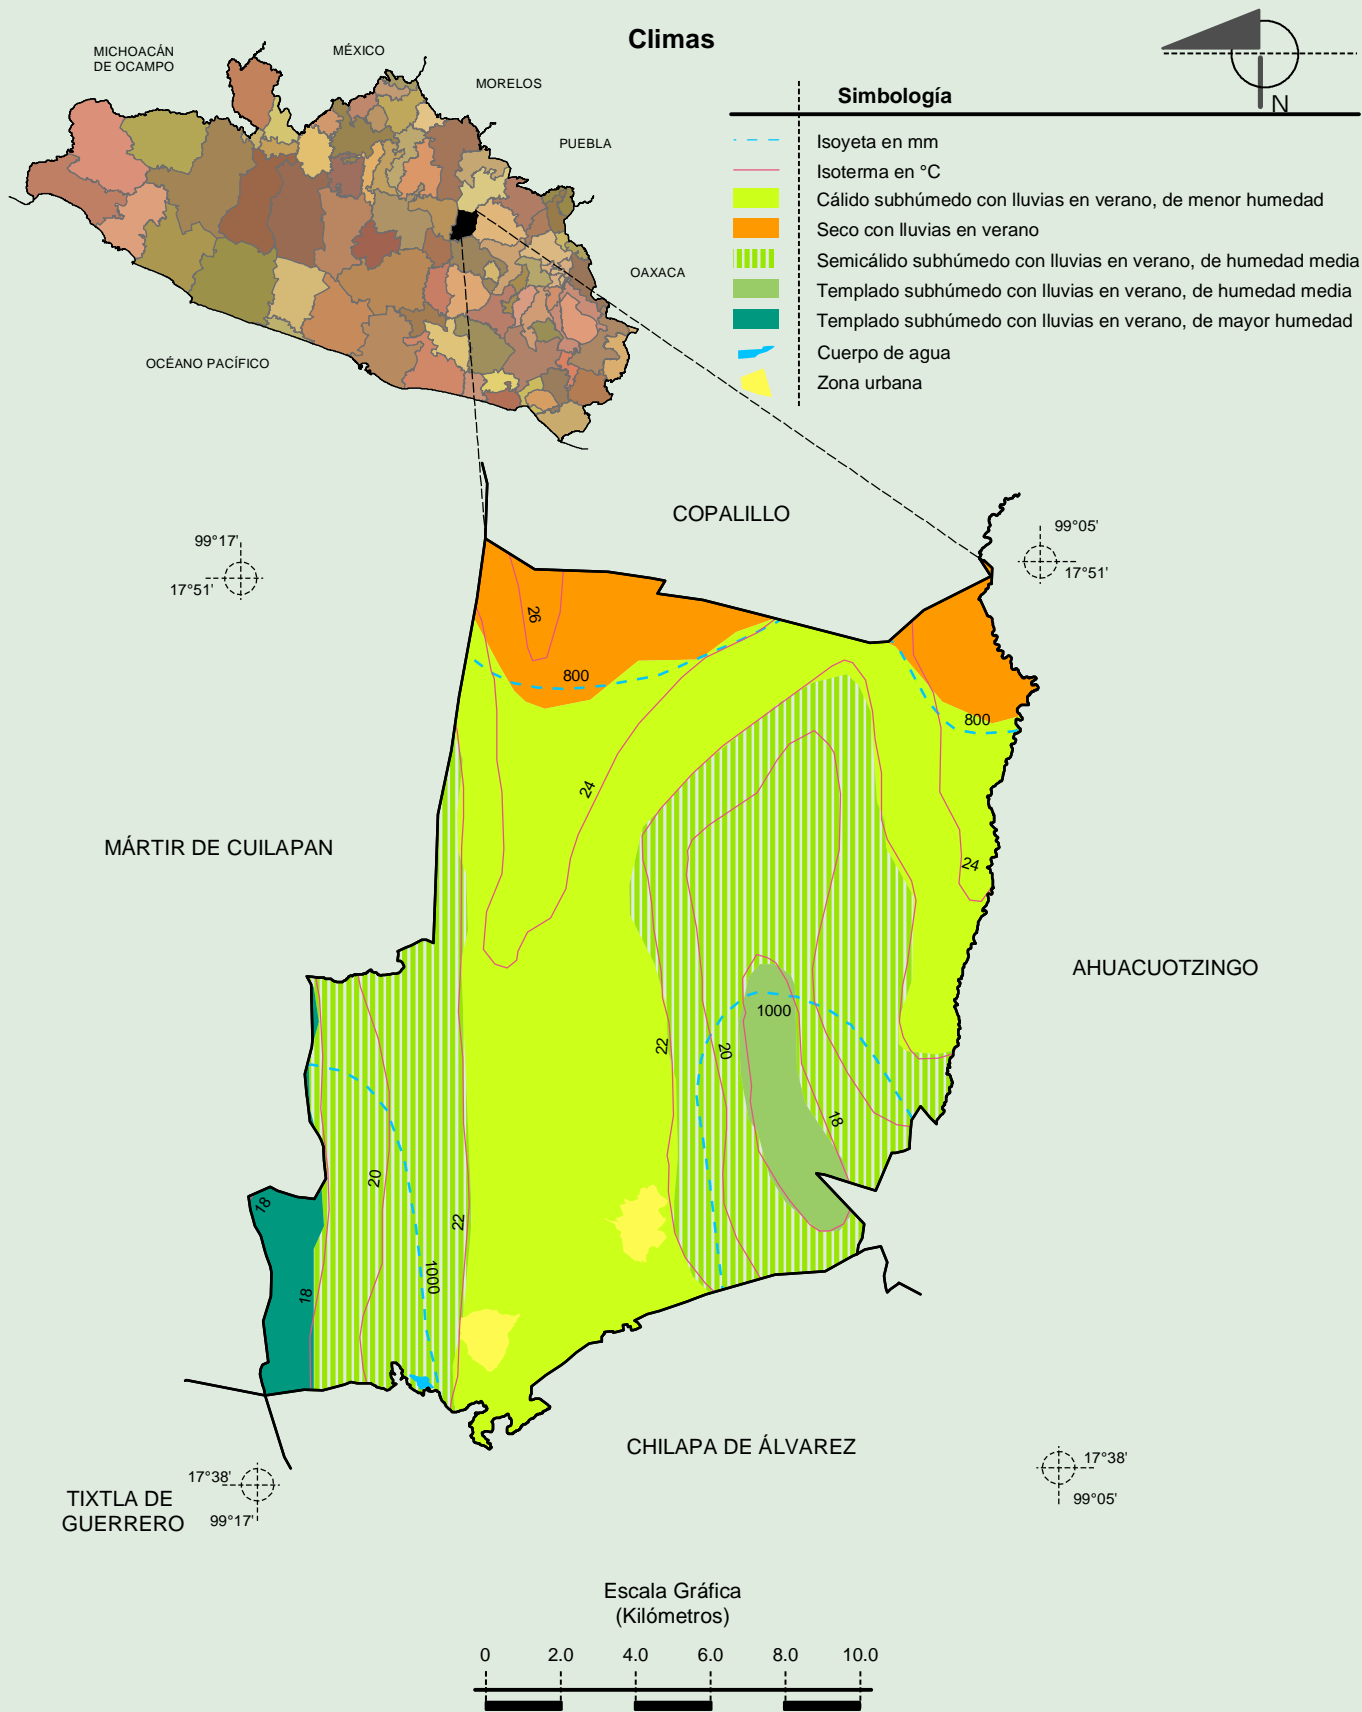 Climas
MICHOACÁN
DE OCAMPO
MÉXICO
MORELOS
PUEBLA
OAXACA
OCÉANO PACÍFICO
N
Simbología
Isoyeta en mm
Isoterma en °C
Cálido subhúmedo con lluvias en verano, de menor humedad
Seco con lluvias en verano
Semicálido subhúmedo con lluvias en verano, de humedad media
Templado subhúmedo con lluvias en verano, de humedad media
Templado subhúmedo con lluvias en verano, de mayor humedad
Cuerpo de agua
Zona urbana
COPALILLO
99°17'
17°51'
99°05'
17°51'
26
800
800
24
24
MÁRTIR DE CUILAPAN
AHUACUOTZINGO
1000
22
20
18
20
18
22
1000
18
CHILAPA DE ÁLVAREZ
17°38'
99°17'
17°38'
99°05'
TIXTLA DE
GUERRERO
Escala Gráfica
(Kilómetros)
0 2.0 4.0 6.0 8.0 10.0